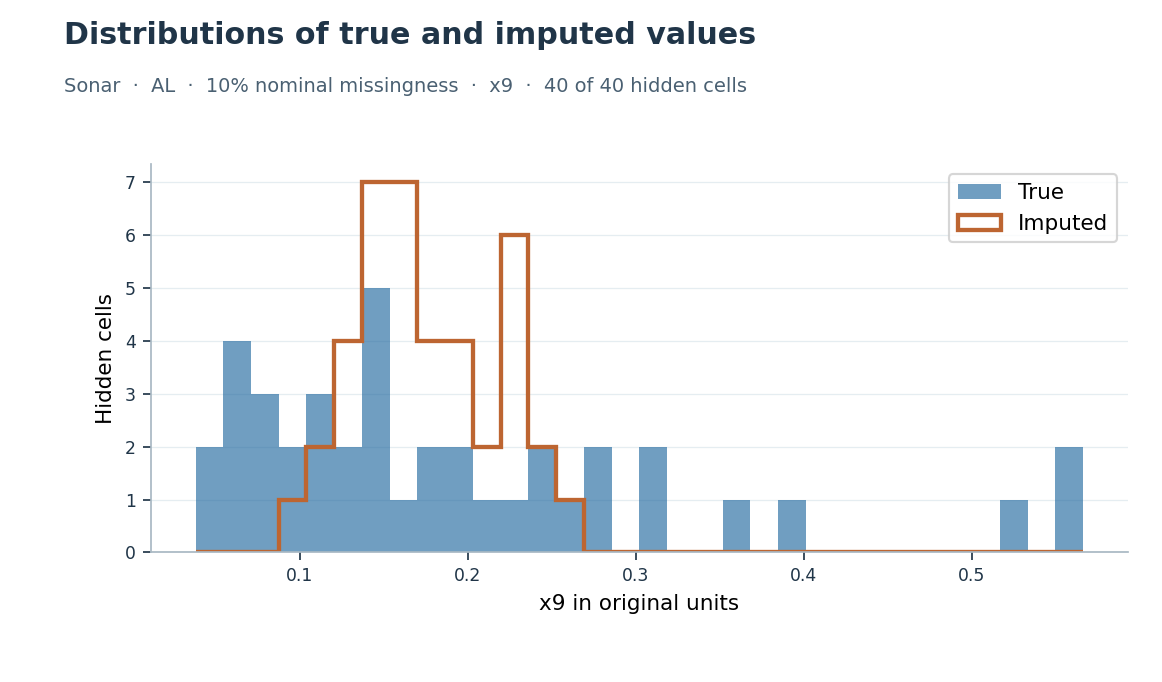 Distributions of true and imputed values
Sonar · AL · 10% nominal missingness · x9 · 40 of 40 hidden cells
7
6
5
4
3
2
1
0
Hidden cells
True
Imputed
0.1 0.2 0.3 0.4 0.5
x9 in original units